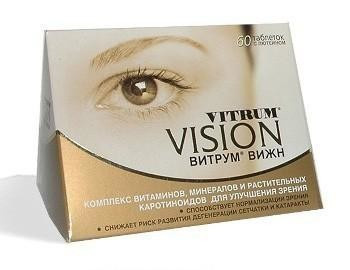 60 таблеток
с лютеином
VITRUM®
VISION
ВИТРУМ® ВИЖН
КОМПЛЕКС ВИТАМИНОВ, МИНЕРАЛОВ И РАСТИТЕЛЬНЫХ
КАРОТИНОИДОВ ДЛЯ УЛУЧШЕНИЯ ЗРЕНИЯ
• СПОСОБСТВУЕТ НОРМАЛИЗАЦИИ ЗРЕНИЯ
• СНИЖАЕТ РИСК РАЗВИТИЯ ДЕГЕНЕРАЦИИ СЕТЧАТКИ И КАТАРАКТЫ